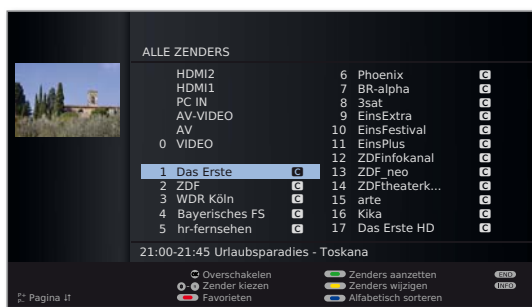 ALLE ZENDERS
HDMI2
HDMI1
PC IN
AV-VIDEO
AV
0 VIDEO
1 Das Erste C
2 ZDF C
3 WDR Köln C
4 Bayerisches FS C
5 hr-fernsehen C
6 Phoenix C
7 BR-alpha C
8 3sat C
9 EinsExtra C
10 EinsFestival C
11 EinsPlus C
12 ZDFinfokanal C
13 ZDF_neo C
14 ZDFtheaterk... C
15 arte C
16 Kika C
17 Das Erste HD C
21:00-21:45 Urlaubsparadies - Toskana
OK Overschakelen
0-9 Zender kiezen
P+ P- Pagina ↓↑ Favorieten
Zenders aanzetten END
Zenders wijzigen INFO
Alfabetisch sorteren